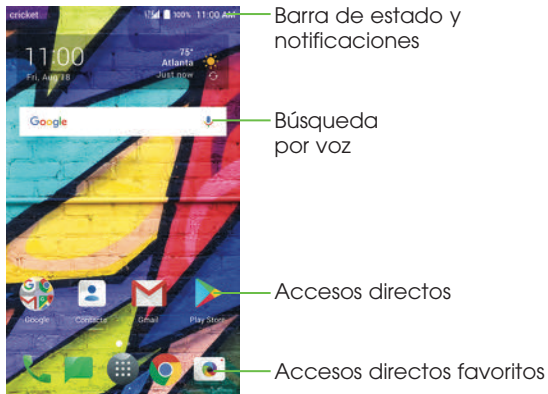 cricket 100% 11:00 AM
Barra de estado y
notificaciones
11:00
Fri, Aug 18
75°
Atlanta
Just now
Google
Búsqueda
por voz
Google Contacts Gmail Play Store
Accesos directos
Accesos directos favoritos